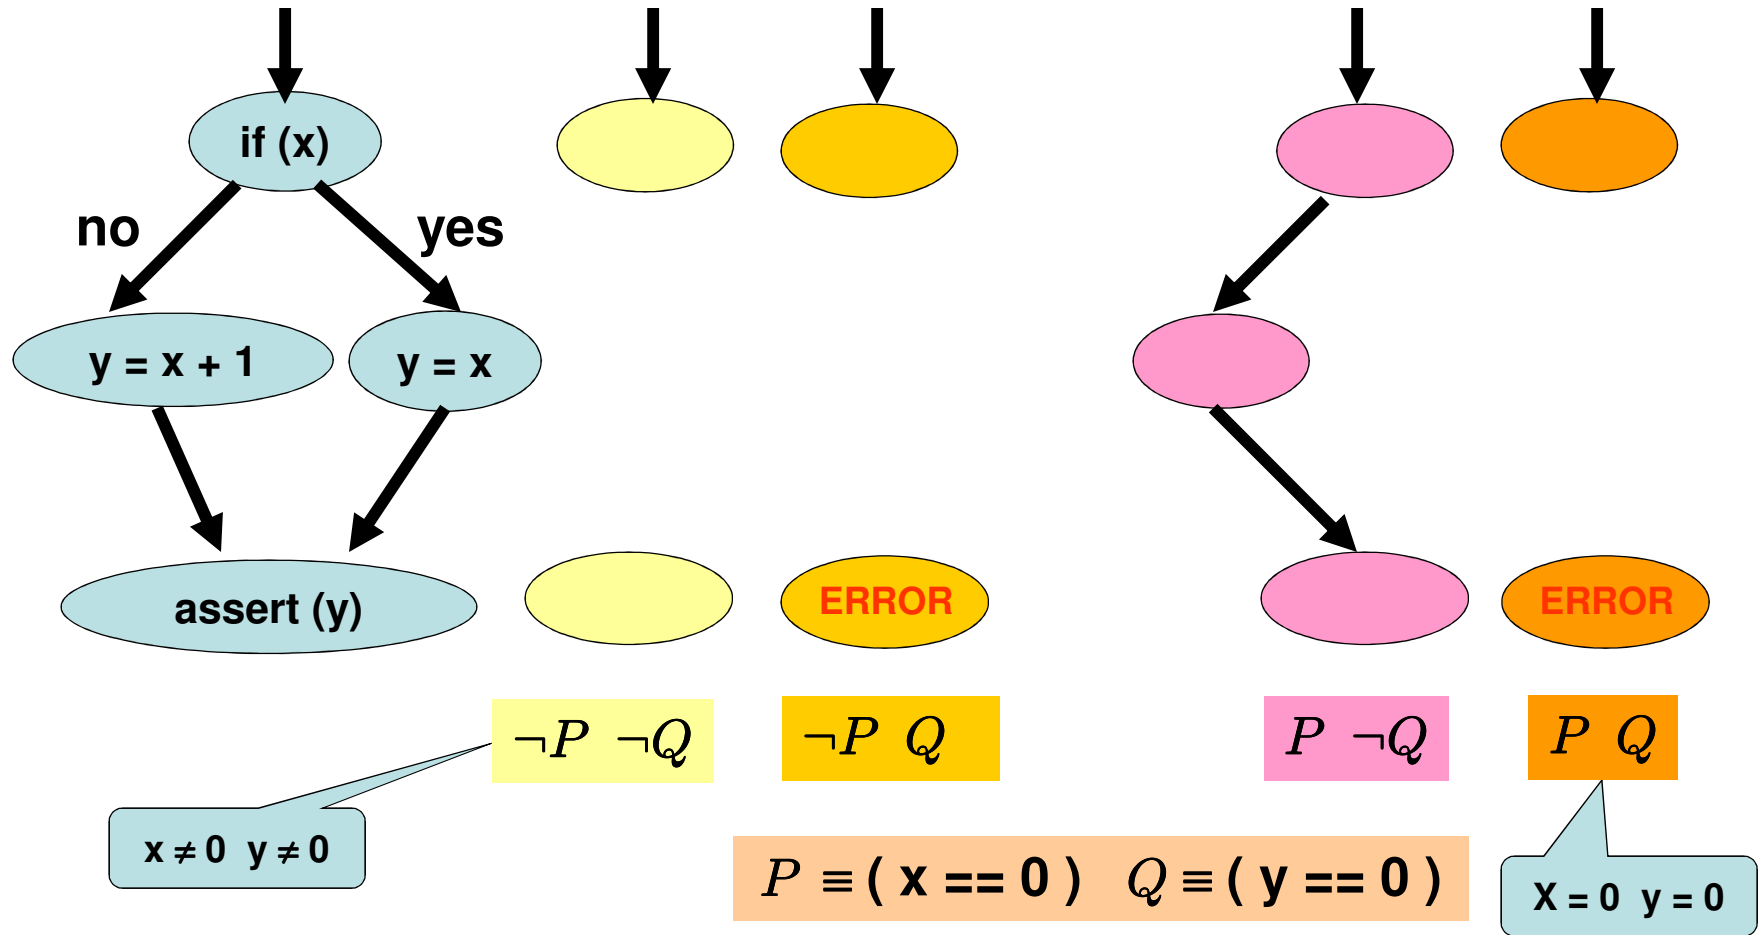 if (x)
no
yes
y = x + 1
y = x
assert (y)
ERROR
ERROR
¬P ¬Q
¬P Q
P ¬Q
P Q
x ≠ 0 y ≠ 0
P ≡ ( x == 0 ) Q ≡ ( y == 0 )
X = 0 y = 0